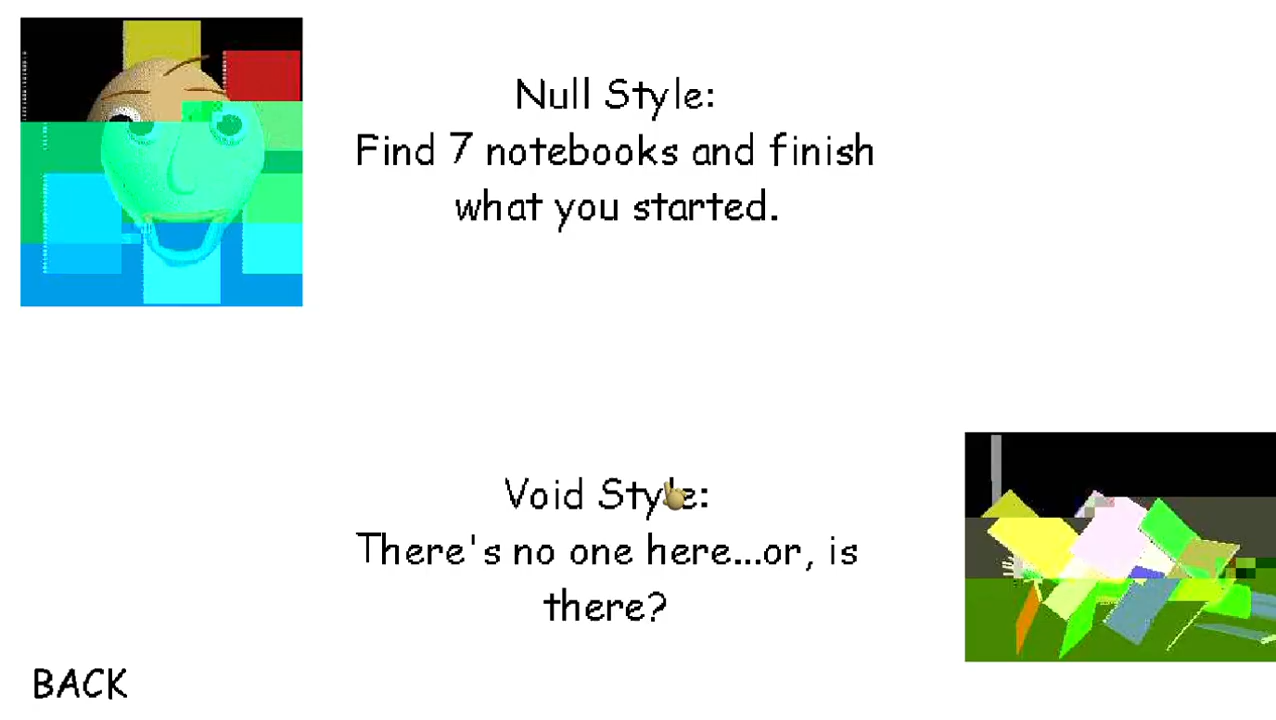 Null Style:
Find 7 notebooks and finish
what you started.
Void Style:
There's no one here...or, is
there?
BACK